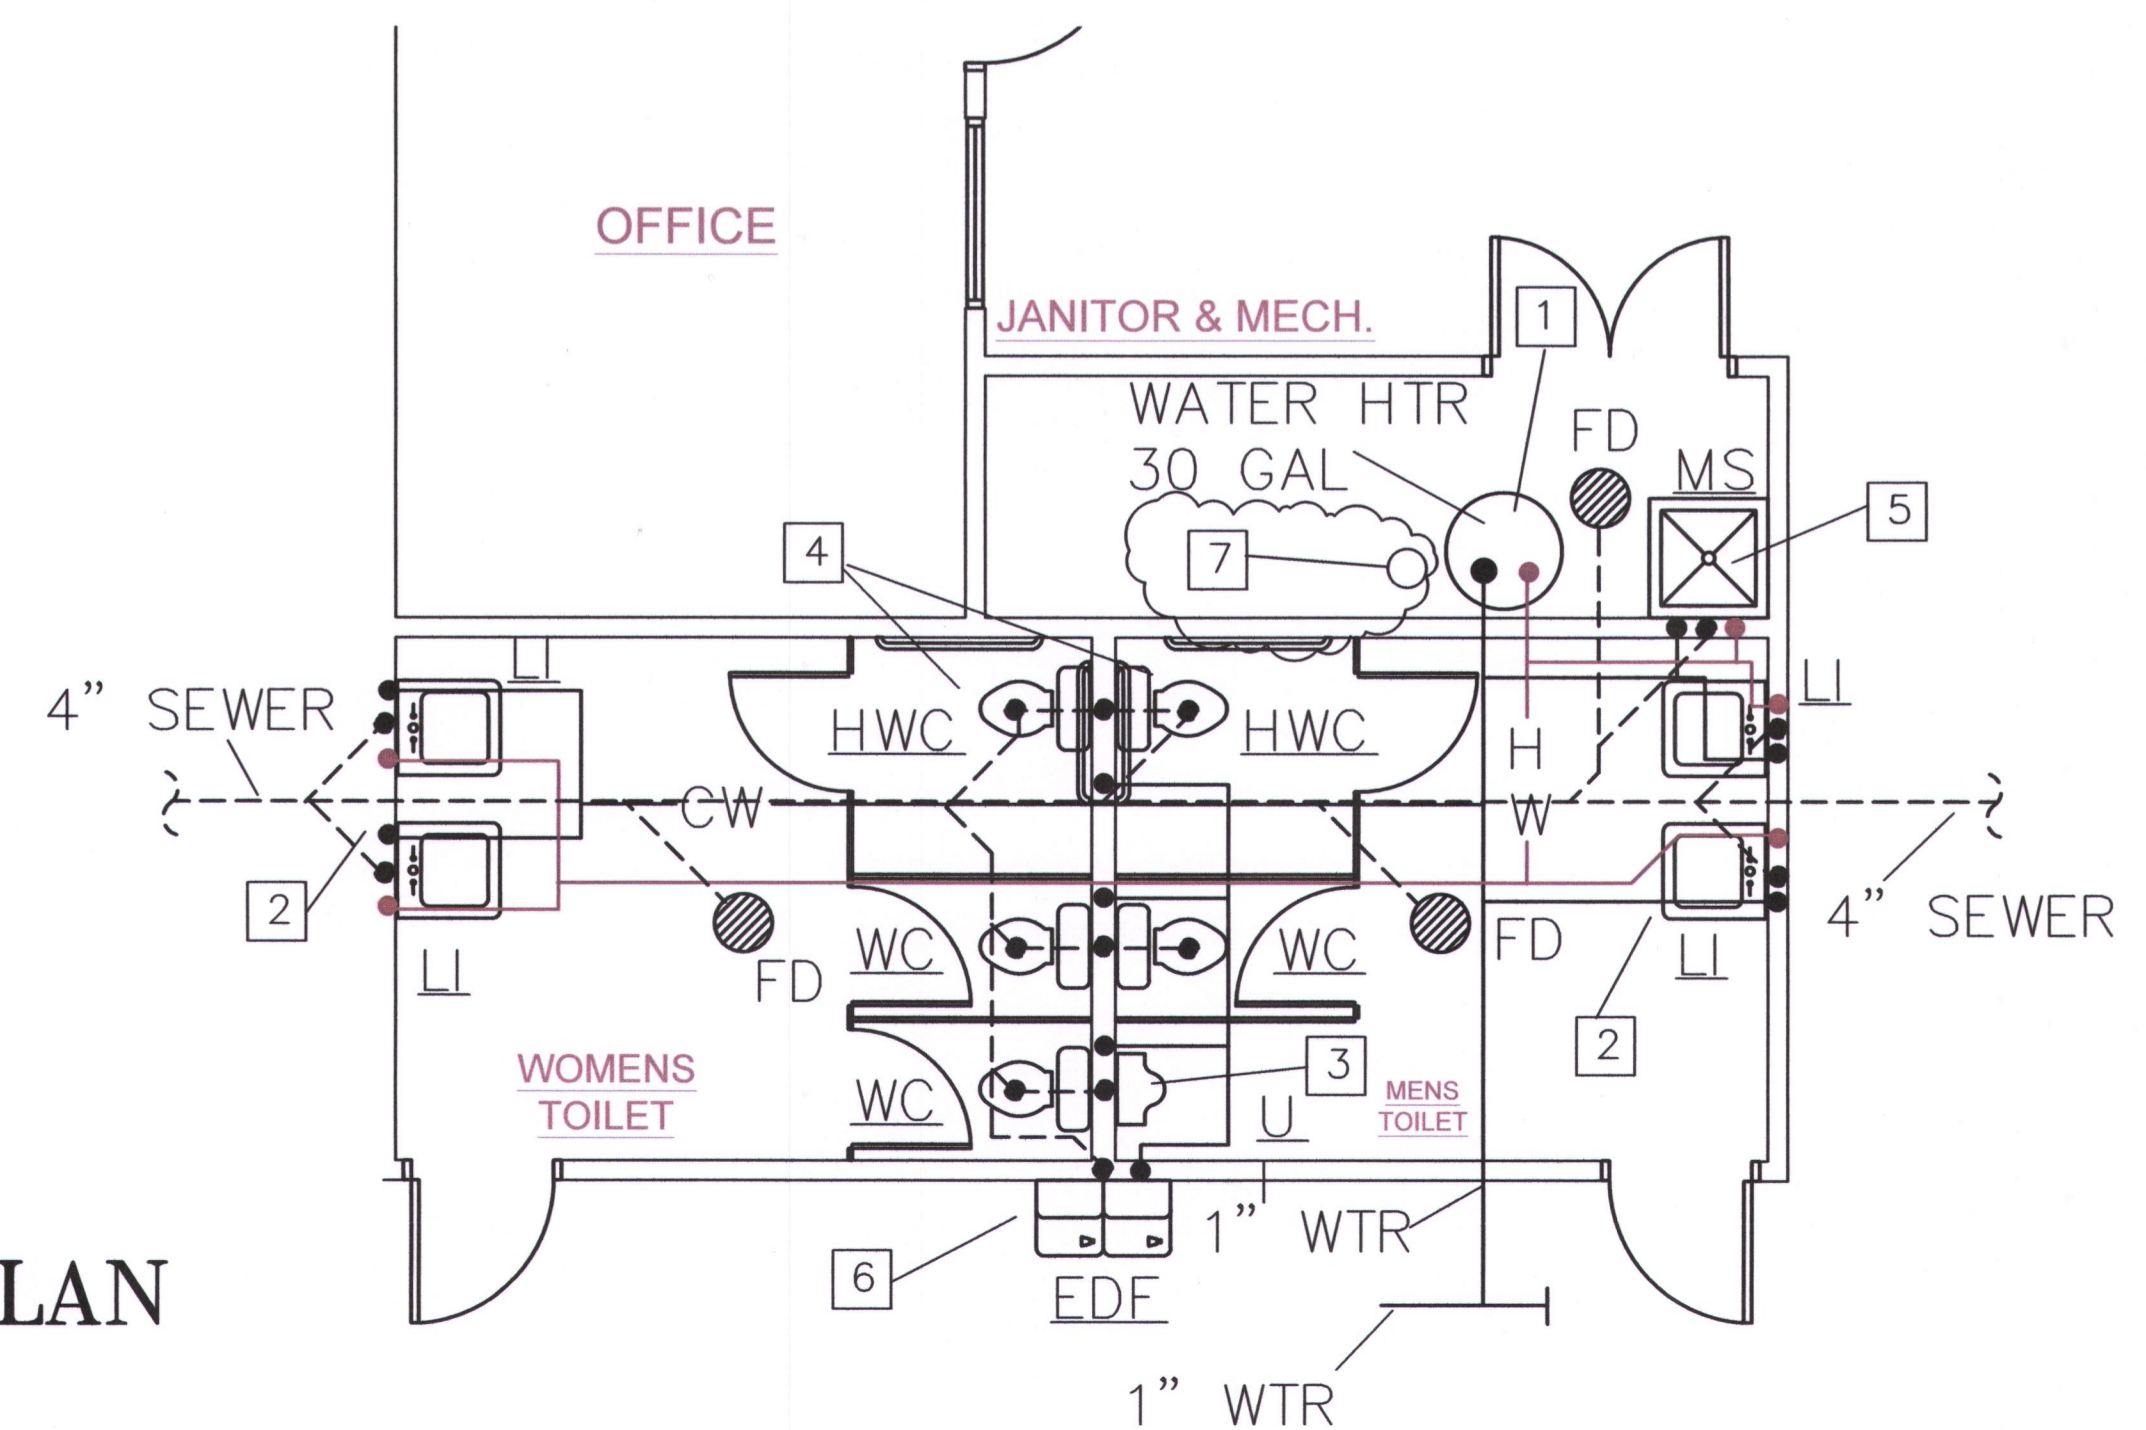 OFFICE
JANITOR & MECH.
1
WATER HTR
30 GAL
FD
MS
5
4
7
LI
LI
4” SEWER
HWC
HWC
H
CW
W
2
4” SEWER
WC
WC
FD
LI
FD
LI
2
WOMENS
TOILET
WC
3
U
MENS
TOILET
1” WTR
6
EDF
LAN
1” WTR